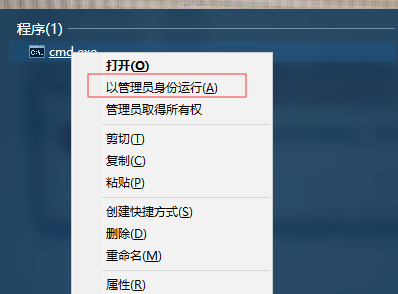 程序(1)
cmd.exe
打开(O)
以管理员身份运行(A)
管理员取得所有权
剪切(T)
复制(C)
粘贴(P)
创建快捷方式(S)
删除(D)
重命名(M)
属性(R)